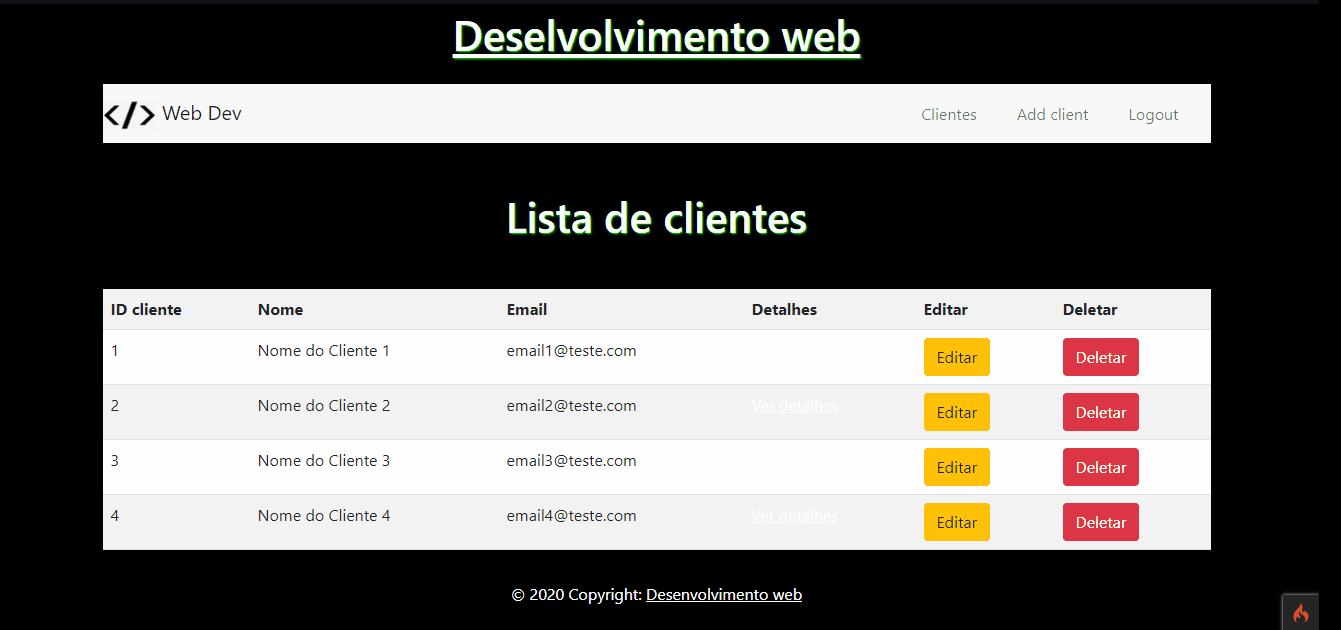 Deselvolvimento web
</> Web Dev Clientes Add client Logout
Lista de clientes
ID cliente Nome Email Detalhes Editar Deletar
1 Nome do Cliente 1 email1@teste.com Editar Deletar
2 Nome do Cliente 2 email2@teste.com Ver detalhes Editar Deletar
3 Nome do Cliente 3 email3@teste.com Editar Deletar
4 Nome do Cliente 4 email4@teste.com Ver detalhes Editar Deletar
© 2020 Copyright: Desenvolvimento web